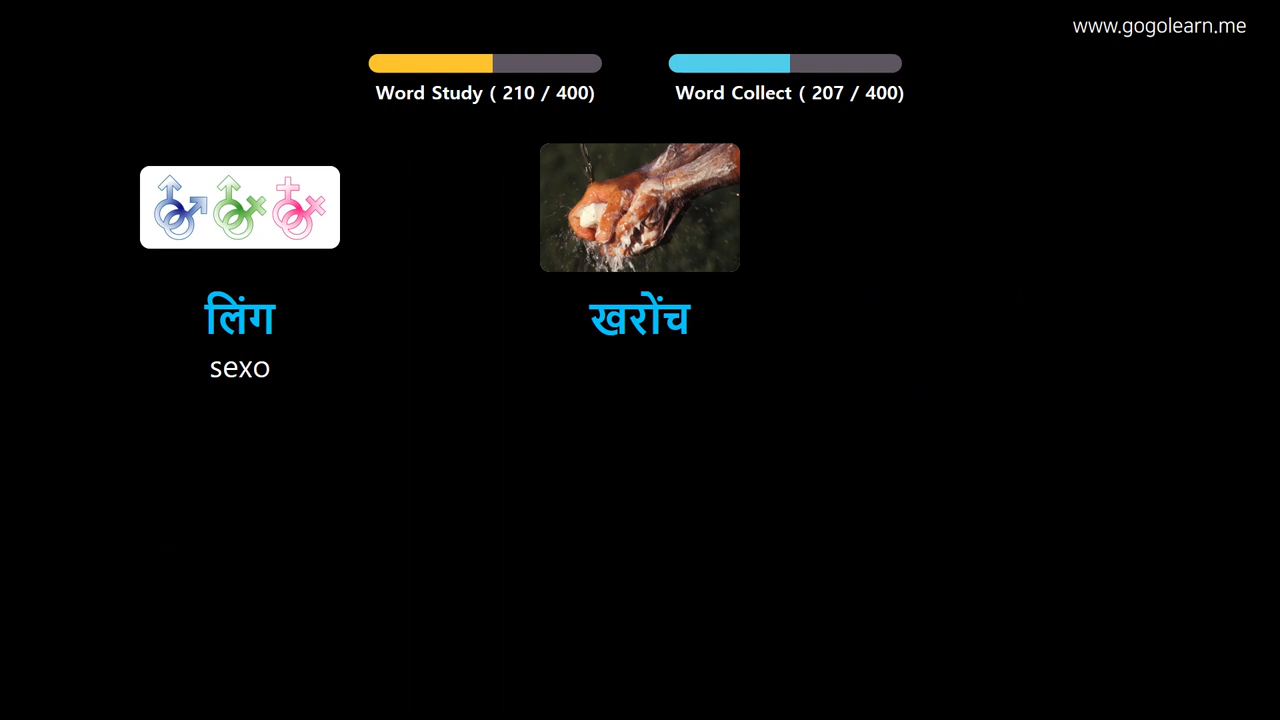 www.gogolearn.me
Word Study ( 210 / 400)
Word Collect ( 207 / 400)
लिंग
sexo
खरोंच